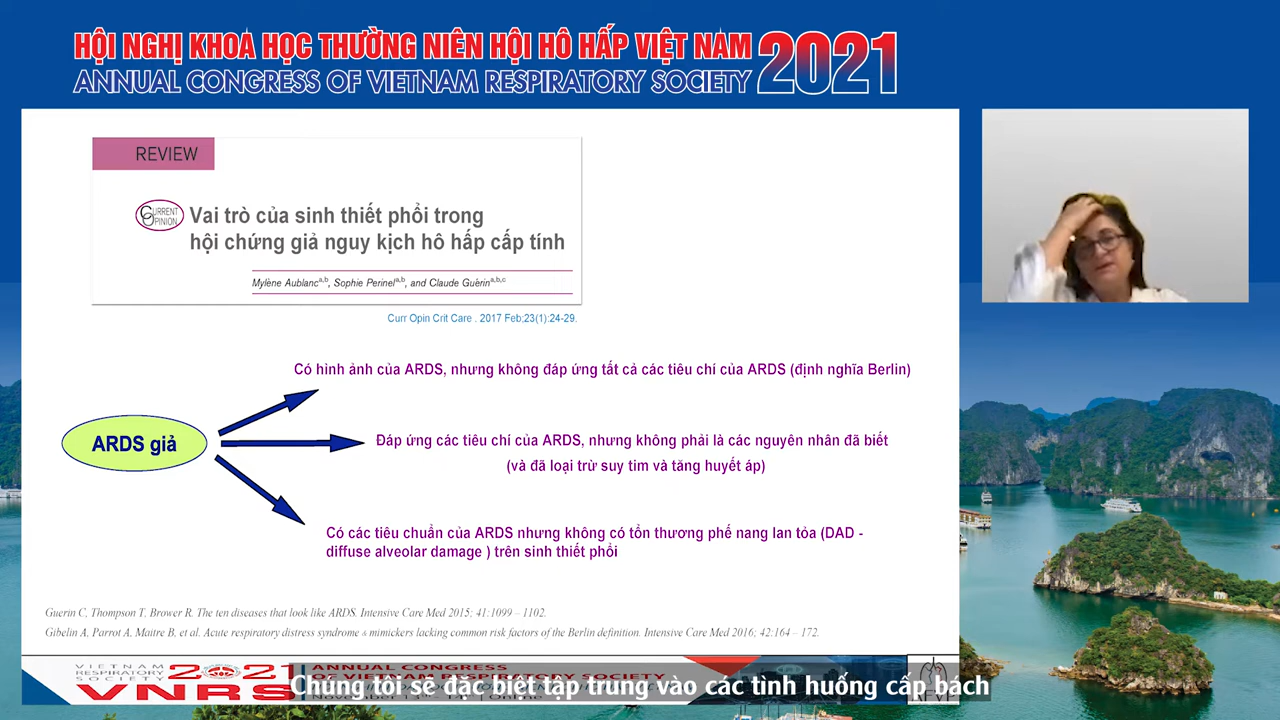 HỘI NGHỊ KHOA HỌC THƯỜNG NIÊN HỘI HÔ HẤP VIỆT NAM 2021
ANNUAL CONGRESS OF VIETNAM RESPIRATORY SOCIETY
REVIEW
CURRENT
OPINION
Vai trò của sinh thiết phổi trong
hội chứng giả nguy kịch hô hấp cấp tính
Mylène Aublanc a,b, Sophie Perinel a,b, and Claude Guèrin a,b,c
Curr Opin Crit Care . 2017 Feb;23(1):24-29.
Có hình ảnh của ARDS, nhưng không đáp ứng tất cả các tiêu chí của ARDS (định nghĩa Berlin)
ARDS giả
Đáp ứng các tiêu chí của ARDS, nhưng không phải là các nguyên nhân đã biết
(và đã loại trừ suy tim và tăng huyết áp)
Có các tiêu chuẩn của ARDS nhưng không có tổn thương phế nang lan tỏa (DAD -
diffuse alveolar damage ) trên sinh thiết phổi
Guerin C, Thompson T, Brower R. The ten diseases that look like ARDS. Intensive Care Med 2015; 41:1099 – 1102.
Gibelin A, Parrot A, Maitre B, et al. Acute respiratory distress syndrome & mimickers lacking common risk factors of the Berlin definition. Intensive Care Med 2016; 42:164 – 172.
VIETNAM
RESPIRATORY
SOCIETY
2021
VNRS
ANNUAL CONGRESS
Chúng tôi sẽ đặc biệt tập trung vào các tình huống cấp bách